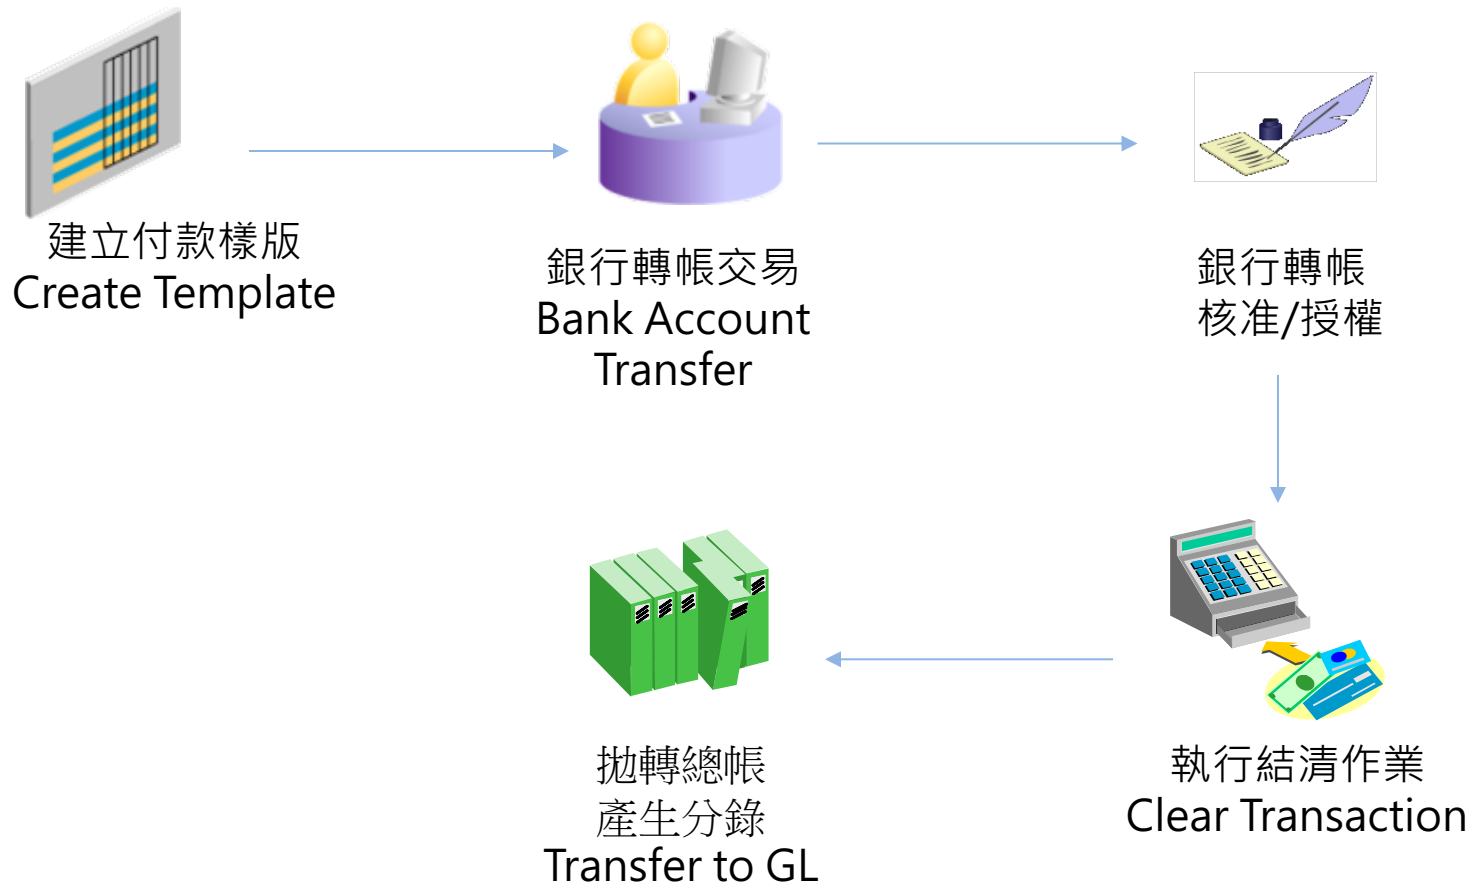 建立付款樣版
Create Template
銀行轉帳交易
Bank Account
Transfer
銀行轉帳
核准/授權
執行結清作業
Clear Transaction
拋轉總帳
產生分錄
Transfer to GL